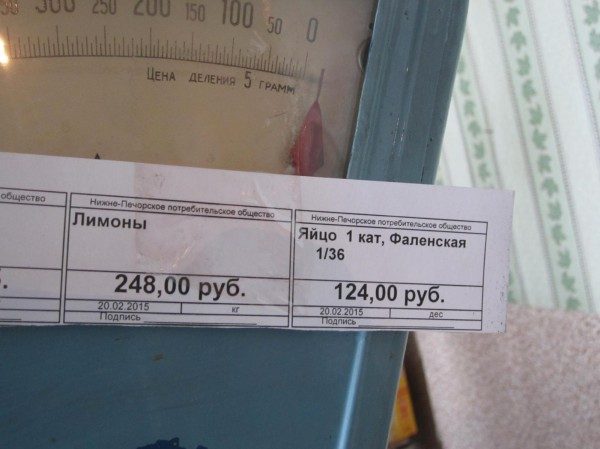 300 250 200 150 100 50 0
ЦЕНА ДЕЛЕНИЯ 5 ГРАММ
общество
Нижне-Печорское потребительское общество
Лимоны
248,00 руб.
20.02.2015 кг
Подпись
Нижне-Печорское потребительское общество
Яйцо 1 кат, Фаленская
1/36
124,00 руб.
20.02.2015 дес
Подпись